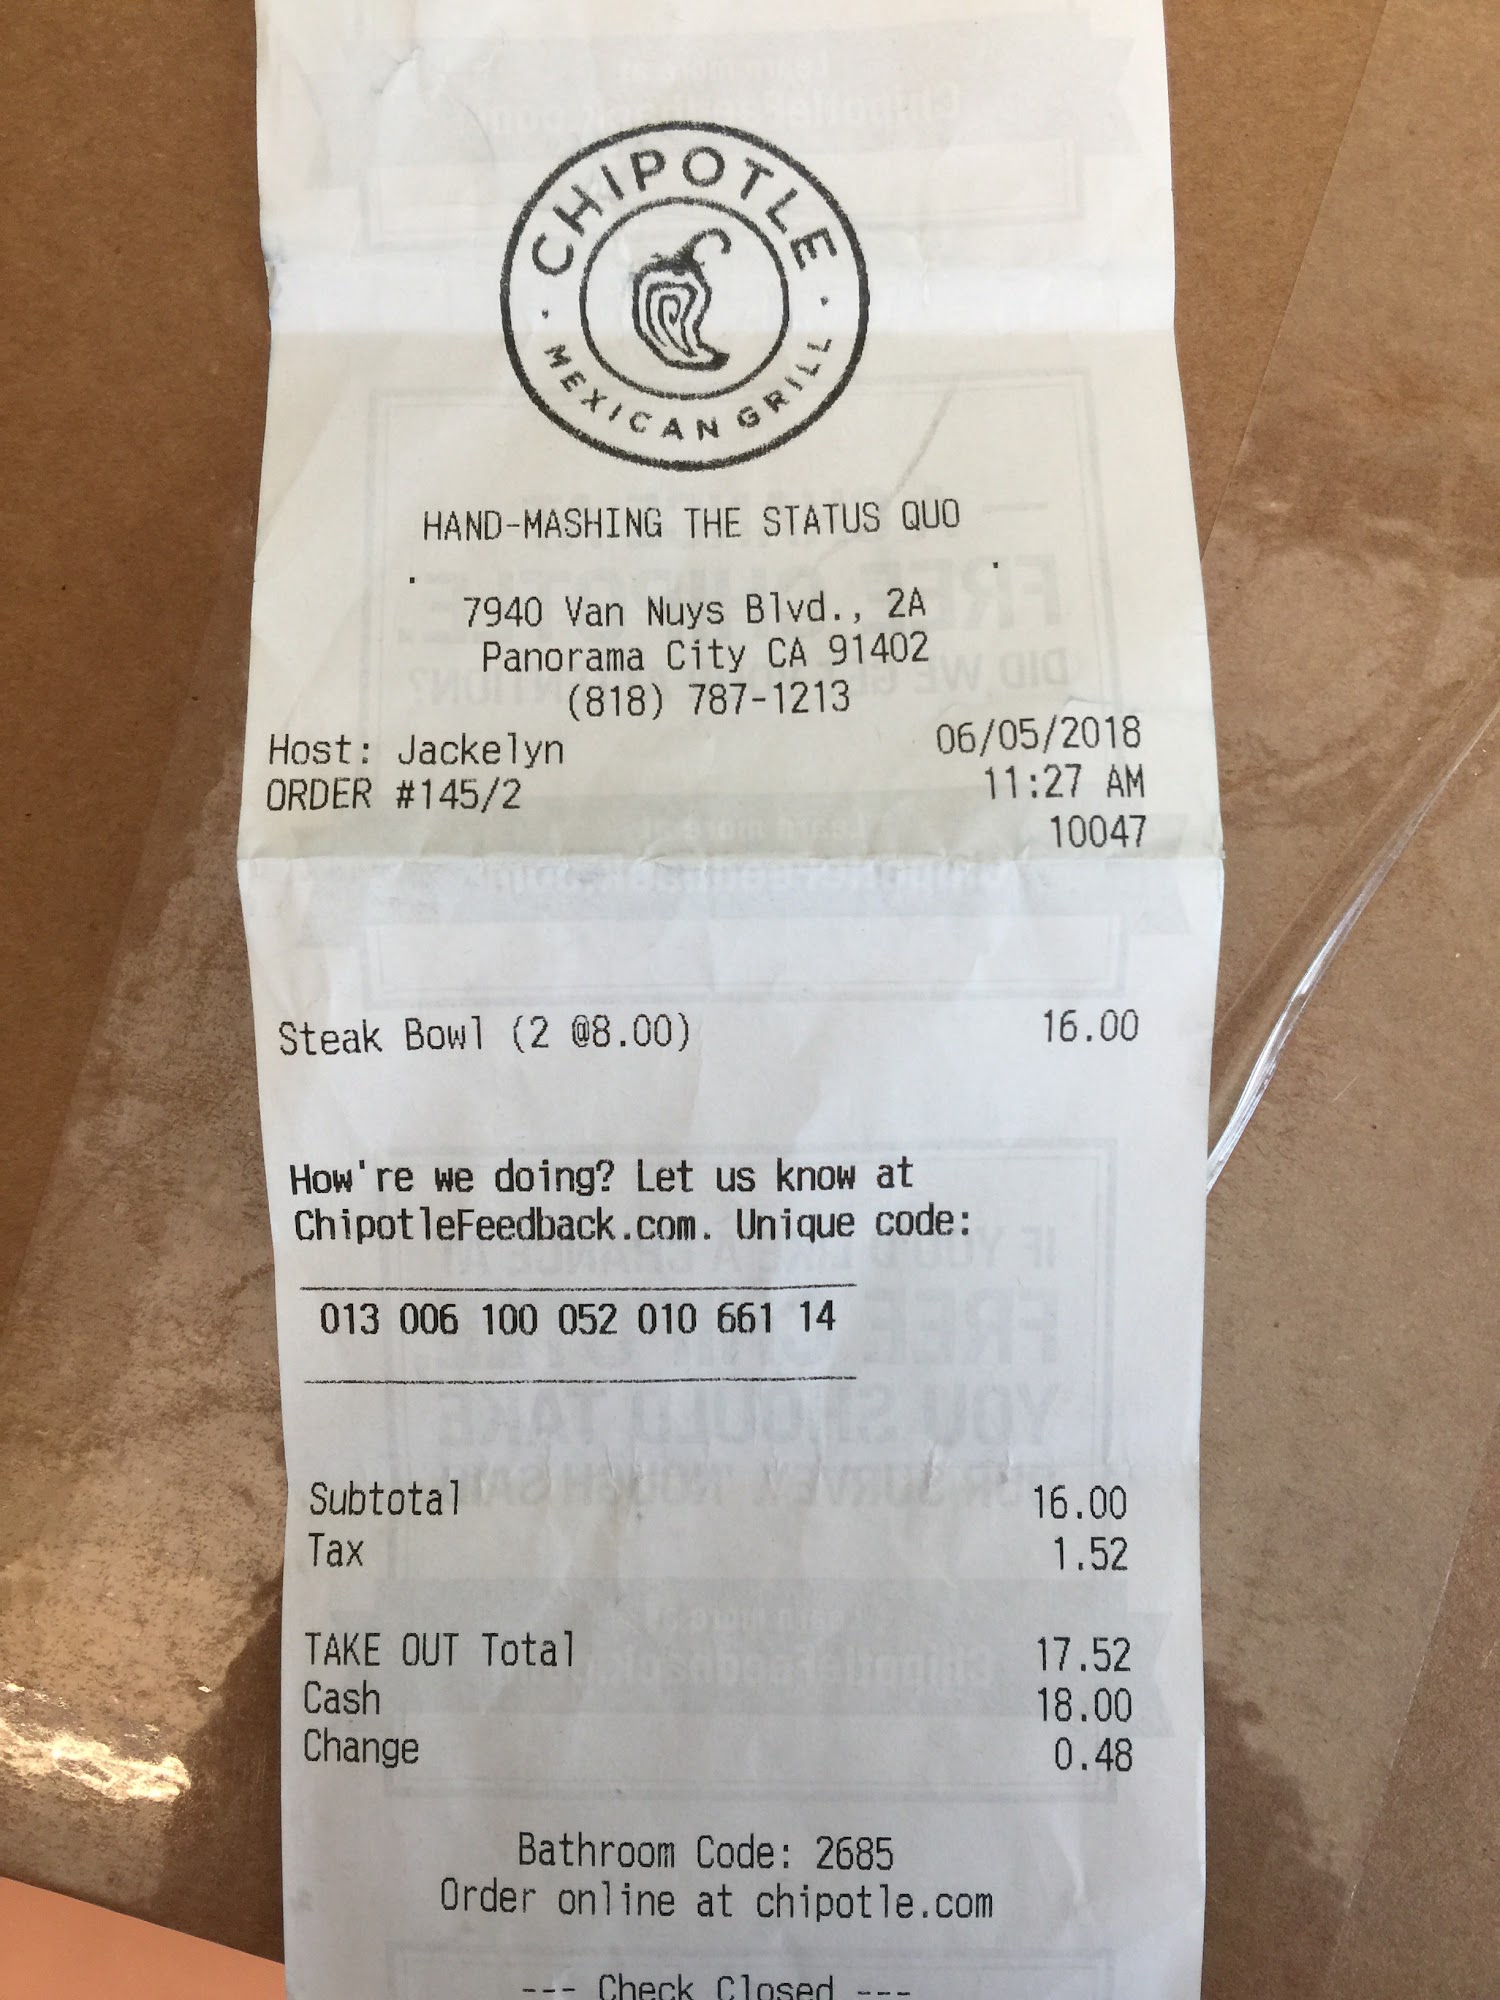 CHIPOTLE
MEXICAN GRILL
HAND-MASHING THE STATUS QUO
7940 Van Nuys Blvd., 2A
Panorama City CA 91402
(818) 787-1213
Host: Jackelyn 06/05/2018
ORDER #145/2 11:27 AM
10047
Steak Bowl (2 @8.00) 16.00
How're we doing? Let us know at
ChipotleFeedback.com. Unique code:
013 006 100 052 010 661 14
Subtotal 16.00
Tax 1.52
TAKE OUT Total 17.52
Cash 18.00
Change 0.48
Bathroom Code: 2685
Order online at chipotle.com
--- Check Closed ---